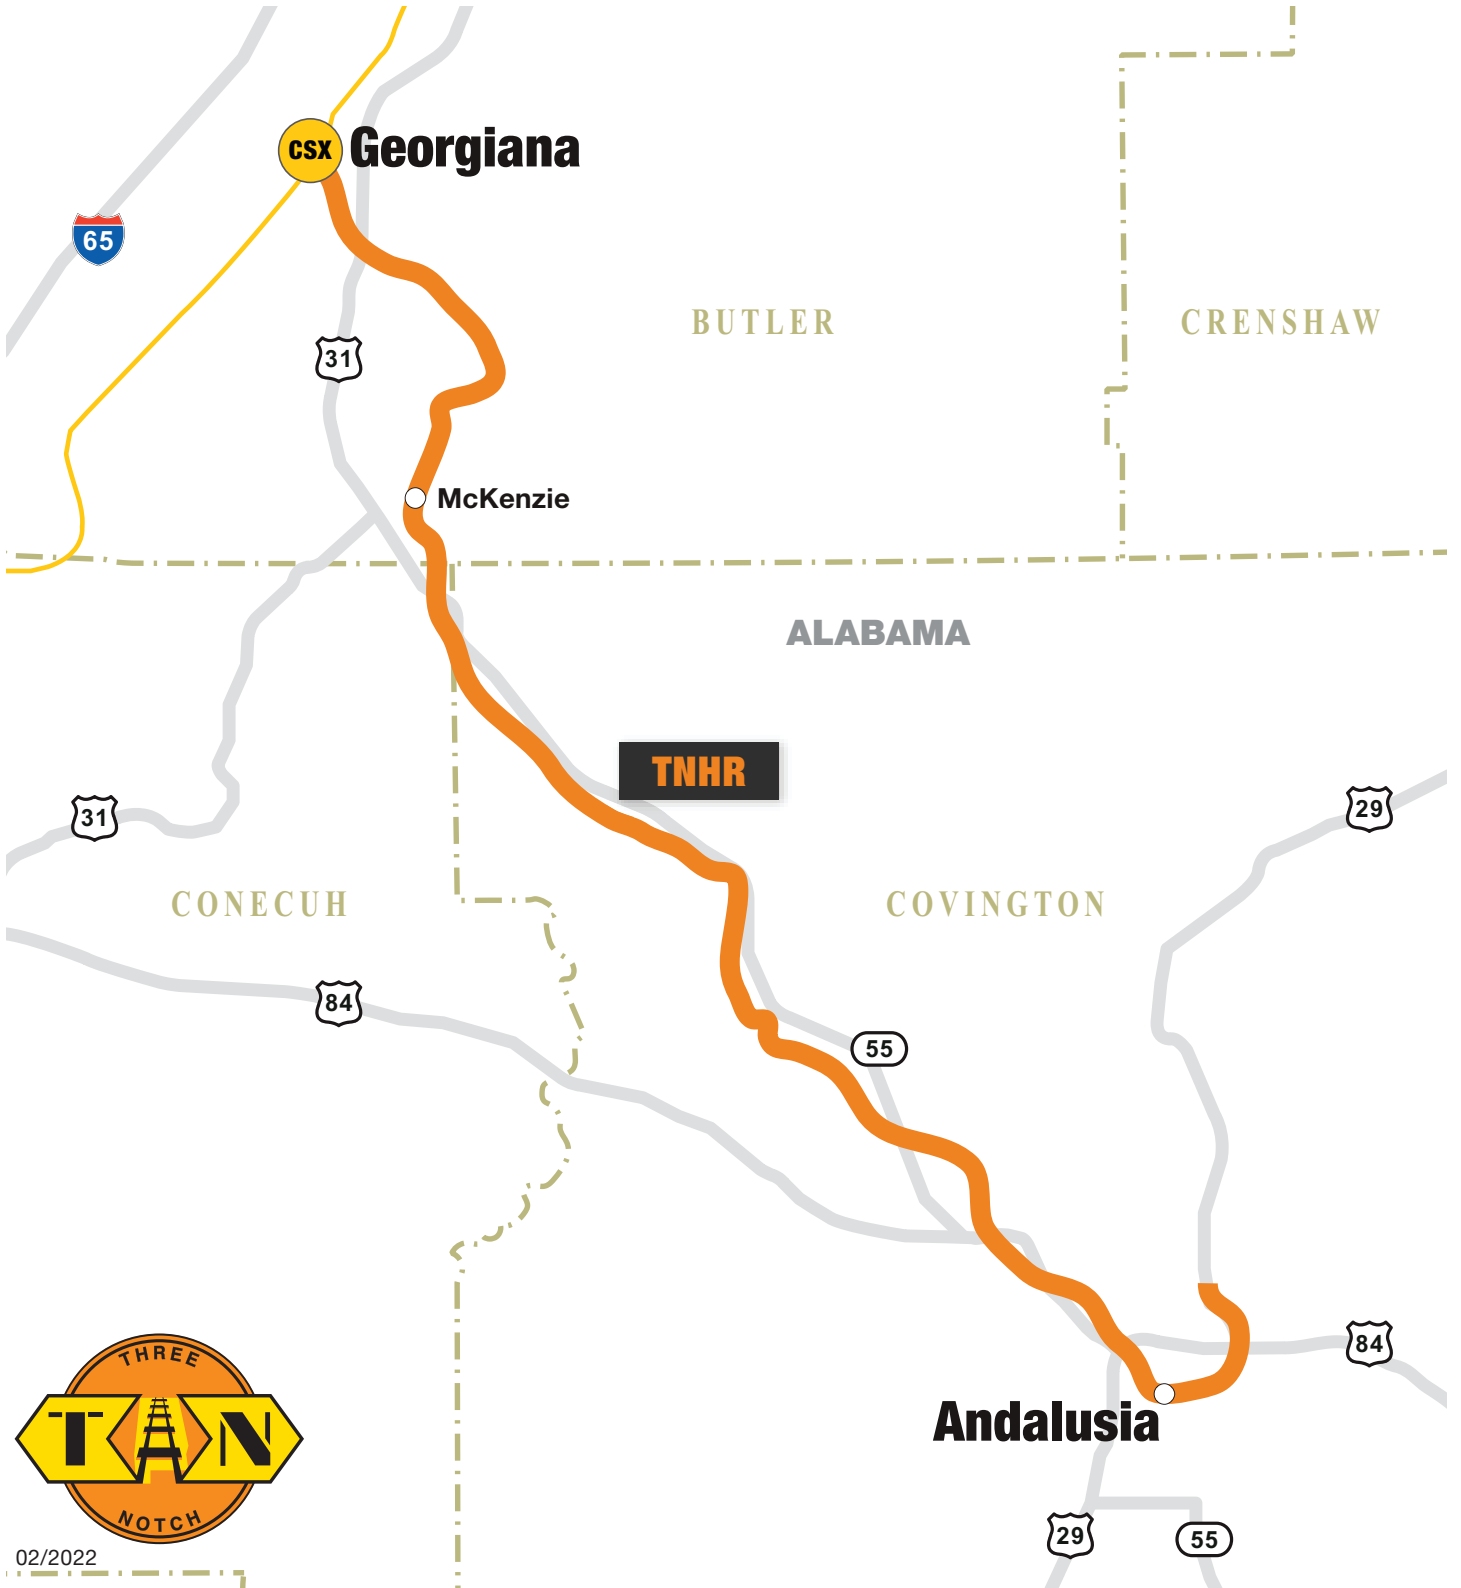 CSX Georgiana
65
BUTLER
CRENSHAW
31
McKenzie
ALABAMA
TNHR
29
31
CONECUH
COVINGTON
84
55
84
THREE
Andalusia
TAN
NOTCH
29
55
02/2022